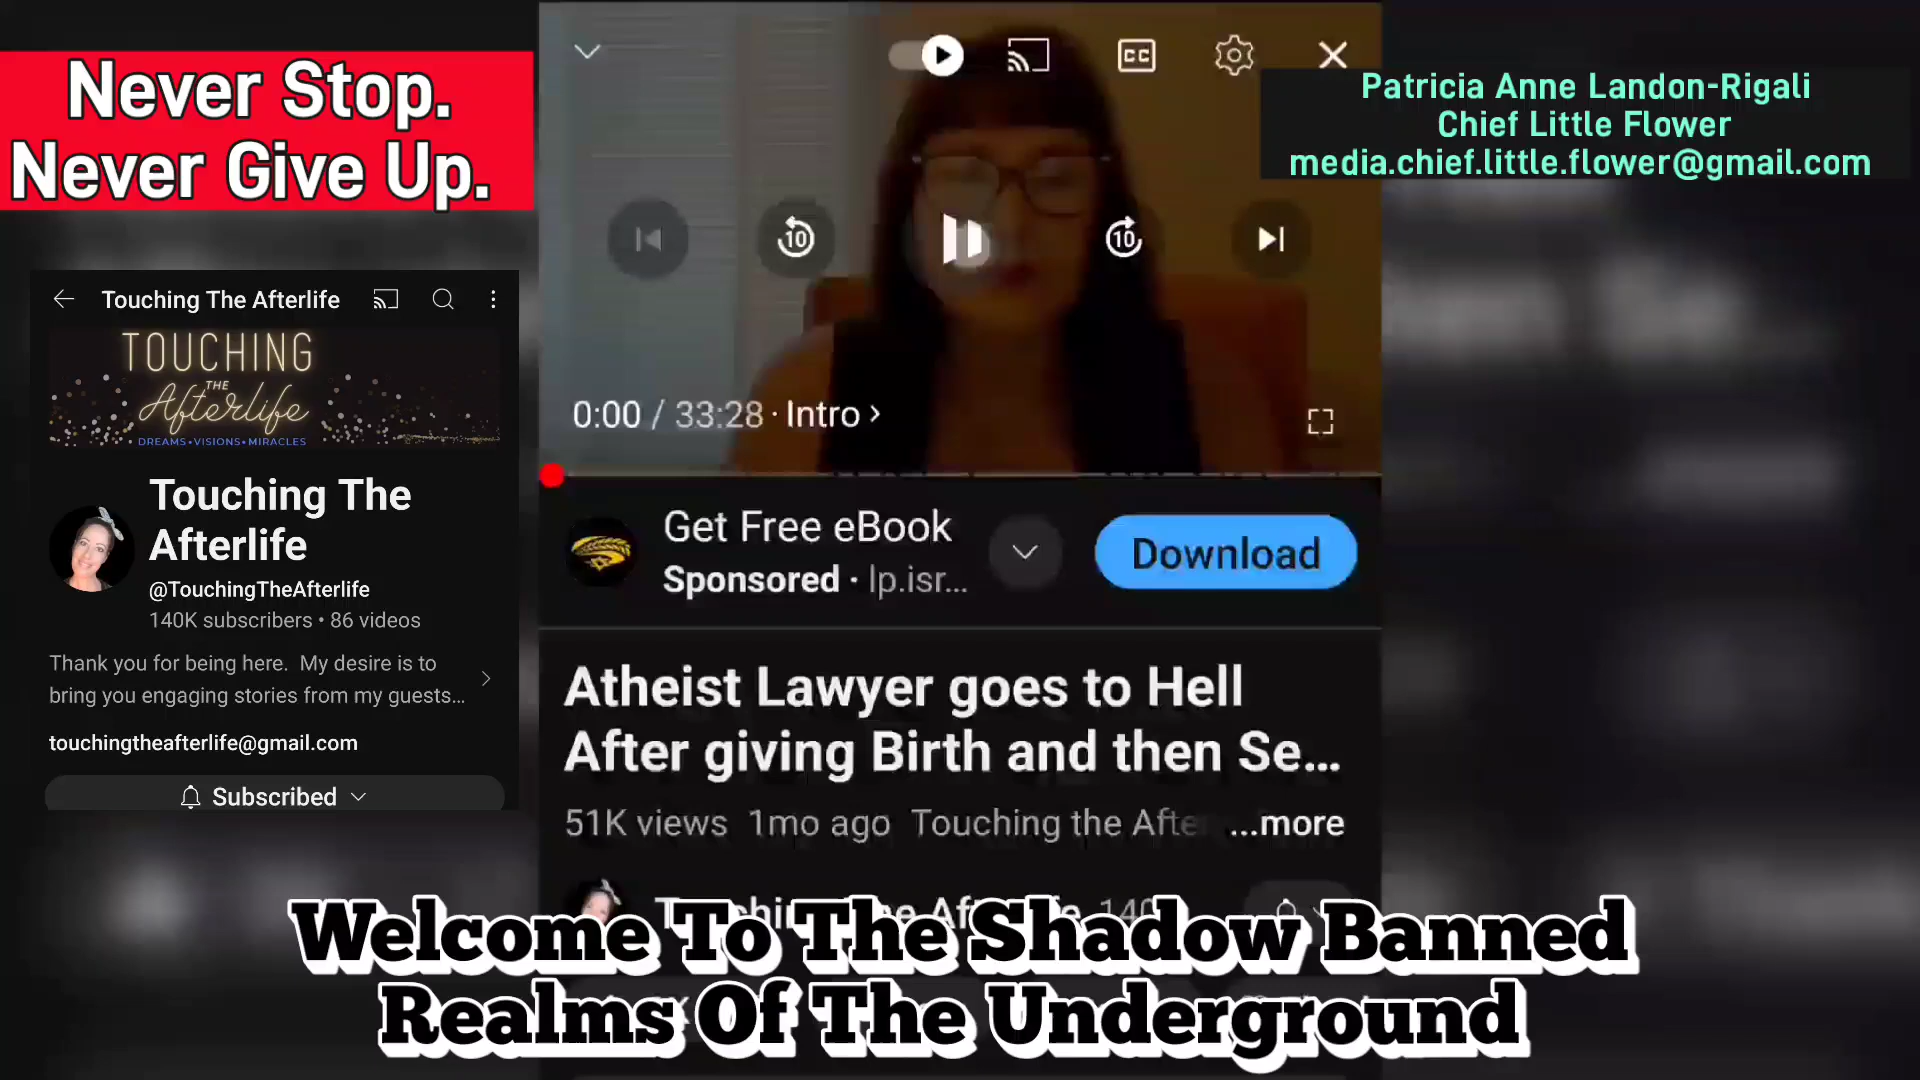 Never Stop.
Never Give Up.
Patricia Anne Landon-Rigali
Chief Little Flower
media.chief.little.flower@gmail.com
CC
10
10
0:00 / 33:28 · Intro ›
Touching The Afterlife
TOUCHING
THE
Afterlife
DREAMS•VISIONS•MIRACLES
Touching The
Afterlife
@TouchingTheAfterlife
140K subscribers • 86 videos
Thank you for being here. My desire is to
bring you engaging stories from my guests...
touchingtheafterlife@gmail.com
Subscribed
Get Free eBook
Sponsored · lp.isr...
Download
Atheist Lawyer goes to Hell
After giving Birth and then Se...
51K views 1mo ago Touching the Afte ...more
Welcome To The Shadow Banned
Realms Of The Underground